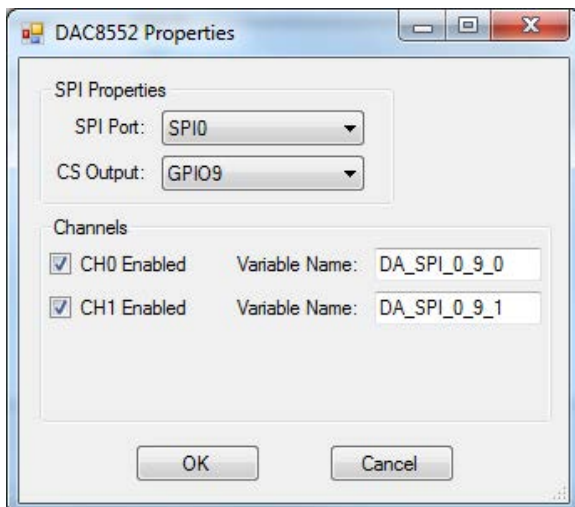 DAC8552 Properties
SPI Properties
SPI Port: SPI0
CS Output: GPIO9
Channels
CH0 Enabled Variable Name: DA_SPI_0_9_0
CH1 Enabled Variable Name: DA_SPI_0_9_1
OK Cancel